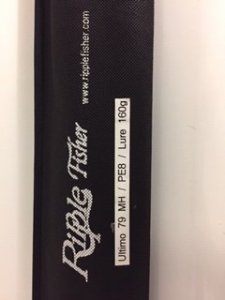 www.ripplefisher.com
Ripple Fisher
Ultimo 79 MH / PE8 / Lure 160g